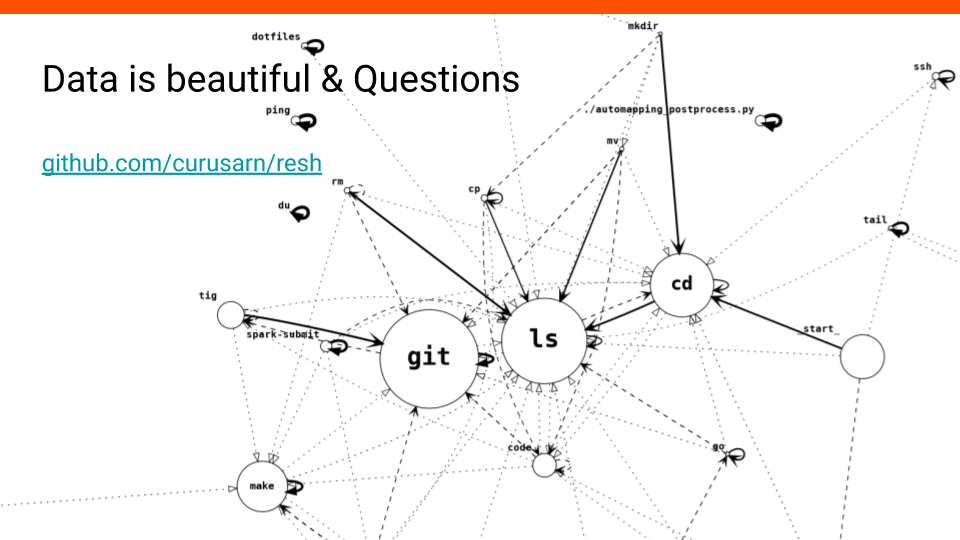 mkdir
dotfiles
ssh
Data is beautiful & Questions
ping
./automapping_postprocess.py
mv
github.com/curusarn/resh
rm
cp
du
tail
cd
tig
_start_
spark-submit
ls
git
code
go
make